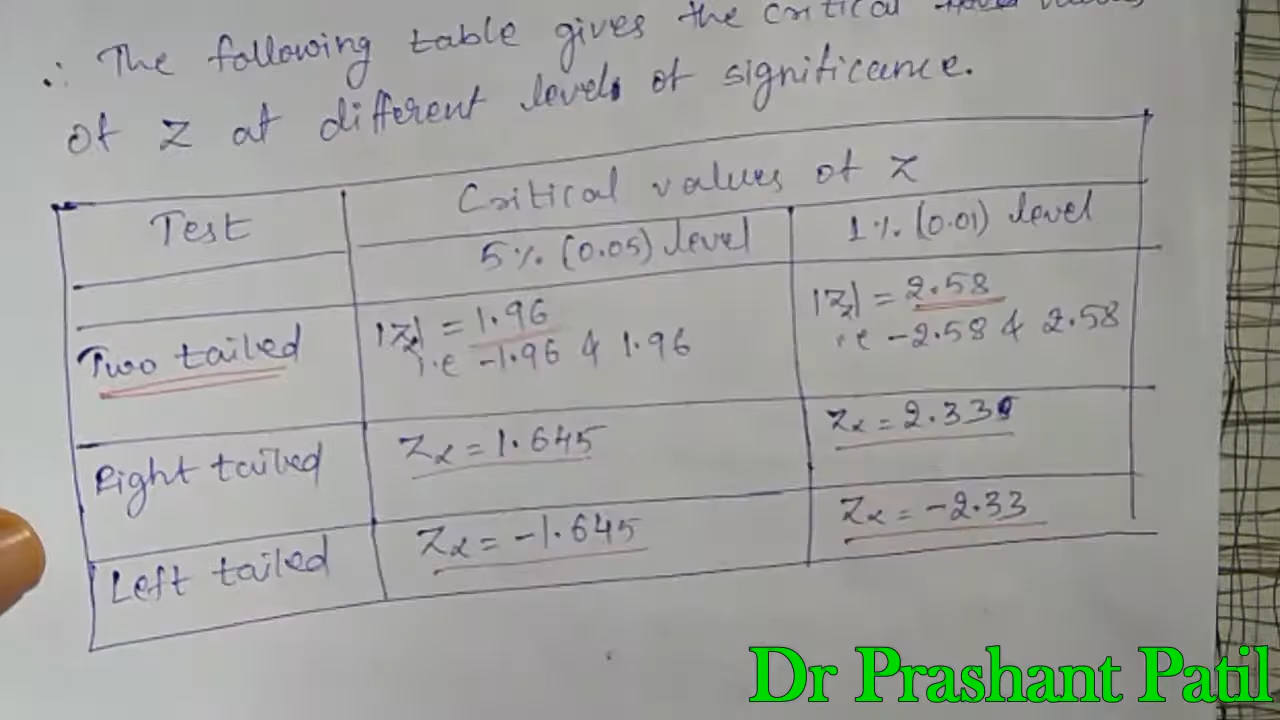 ∴ The following table gives the critical values
of z at different levels of significance.
Test
Critical values of z
5% (0.05) level
1% (0.01) level
Two tailed
|zα| = 1.96
i.e -1.96 & 1.96
|zα| = 2.58
i.e -2.58 & 2.58
Right tailed
zα = 1.645
zα = 2.33
Left tailed
zα = -1.645
zα = -2.33
Dr Prashant Patil